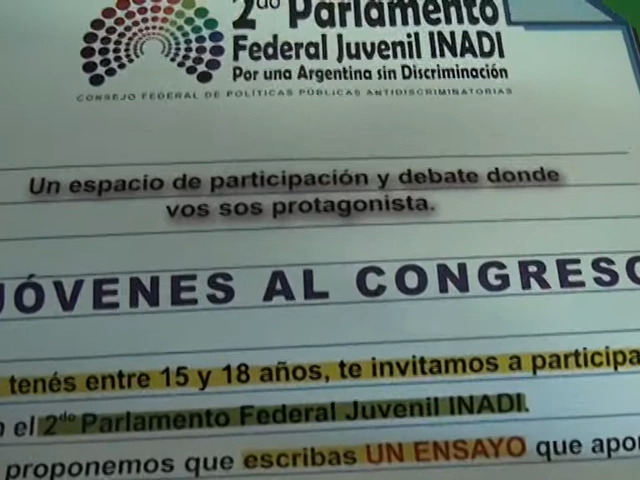 2do Parlamento
Federal Juvenil INADI
Por una Argentina sin Discriminación
CONSEJO FEDERAL DE POLÍTICAS PÚBLICAS ANTIDISCRIMINATORIAS
Un espacio de participación y debate donde
vos sos protagonista.
JÓVENES AL CONGRESO
tenés entre 15 y 18 años, te invitamos a participa
el 2do Parlamento Federal Juvenil INADI.
proponemos que escribas UN ENSAYO que apo